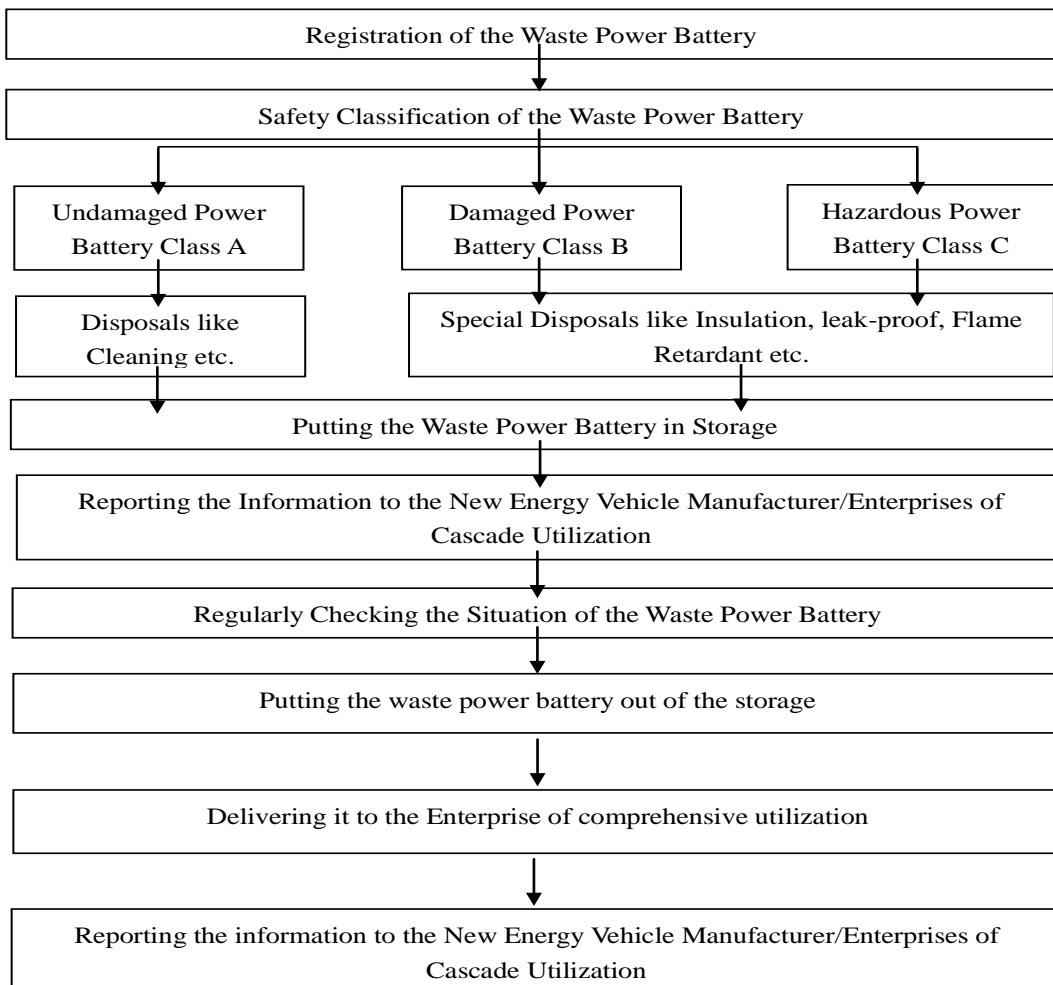 Registration of the Waste Power Battery
Safety Classification of the Waste Power Battery
Undamaged Power
Battery Class A
Damaged Power
Battery Class B
Hazardous Power
Battery Class C
Disposals like
Cleaning etc.
Special Disposals like Insulation, leak-proof, Flame
Retardant etc.
Putting the Waste Power Battery in Storage
Reporting the Information to the New Energy Vehicle Manufacturer/Enterprises of
Cascade Utilization
Regularly Checking the Situation of the Waste Power Battery
Putting the waste power battery out of the storage
Delivering it to the Enterprise of comprehensive utilization
Reporting the information to the New Energy Vehicle Manufacturer/Enterprises of
Cascade Utilization